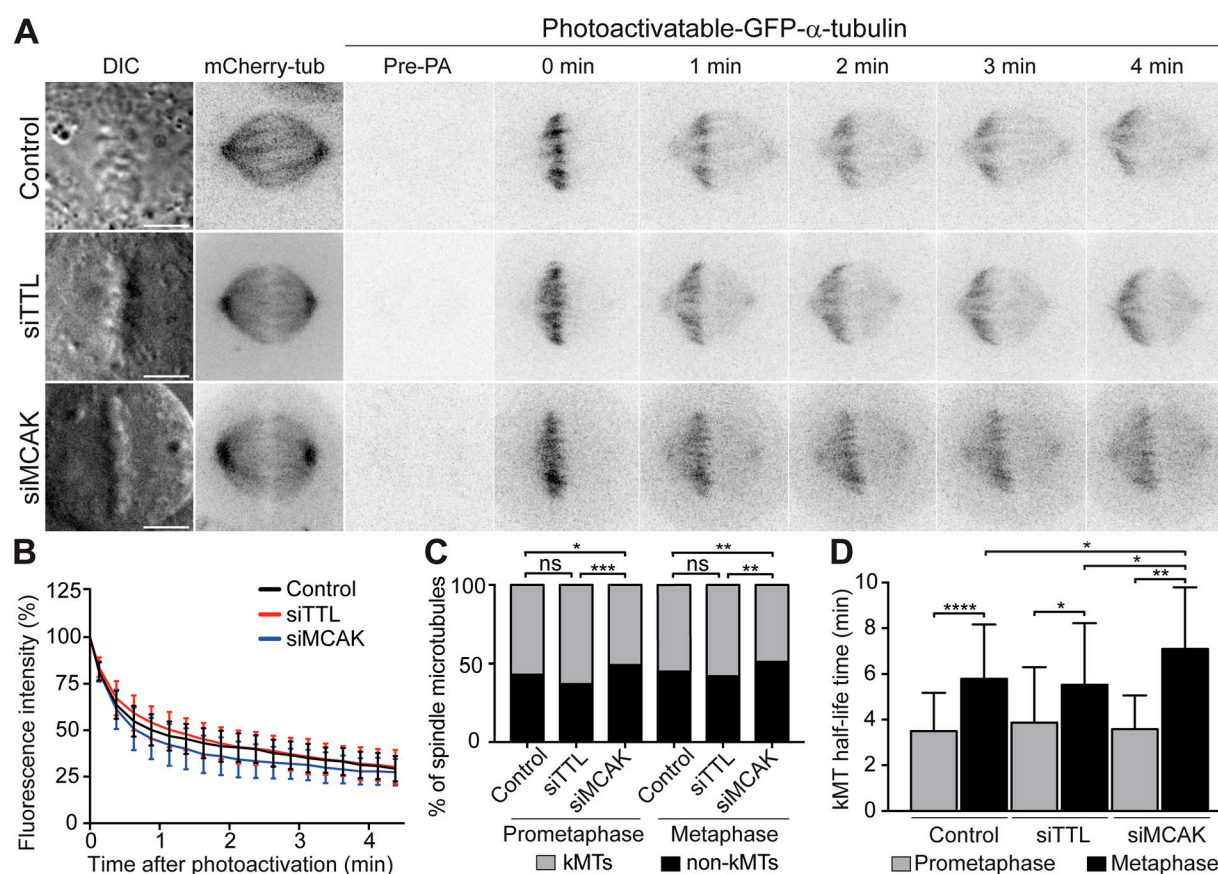 A
Photoactivatable-GFP-α-tubulin
DIC mCherry-tub Pre-PA 0 min 1 min 2 min 3 min 4 min
Control
siTTL
siMCAK
B
Fluorescence intensity (%)
125
100
75
50
25
0
0 1 2 3 4
Time after photoactivation (min)
Control
siTTL
siMCAK
C
% of spindle microtubules
100
50
0
* **
ns *** ns **
Control siTTL siMCAK Control siTTL siMCAK
Prometaphase Metaphase
kMTs non-kMTs
D
kMT half-life time (min)
10
8
6
4
2
0
*
*
**
**** *
Control siTTL siMCAK
Prometaphase Metaphase